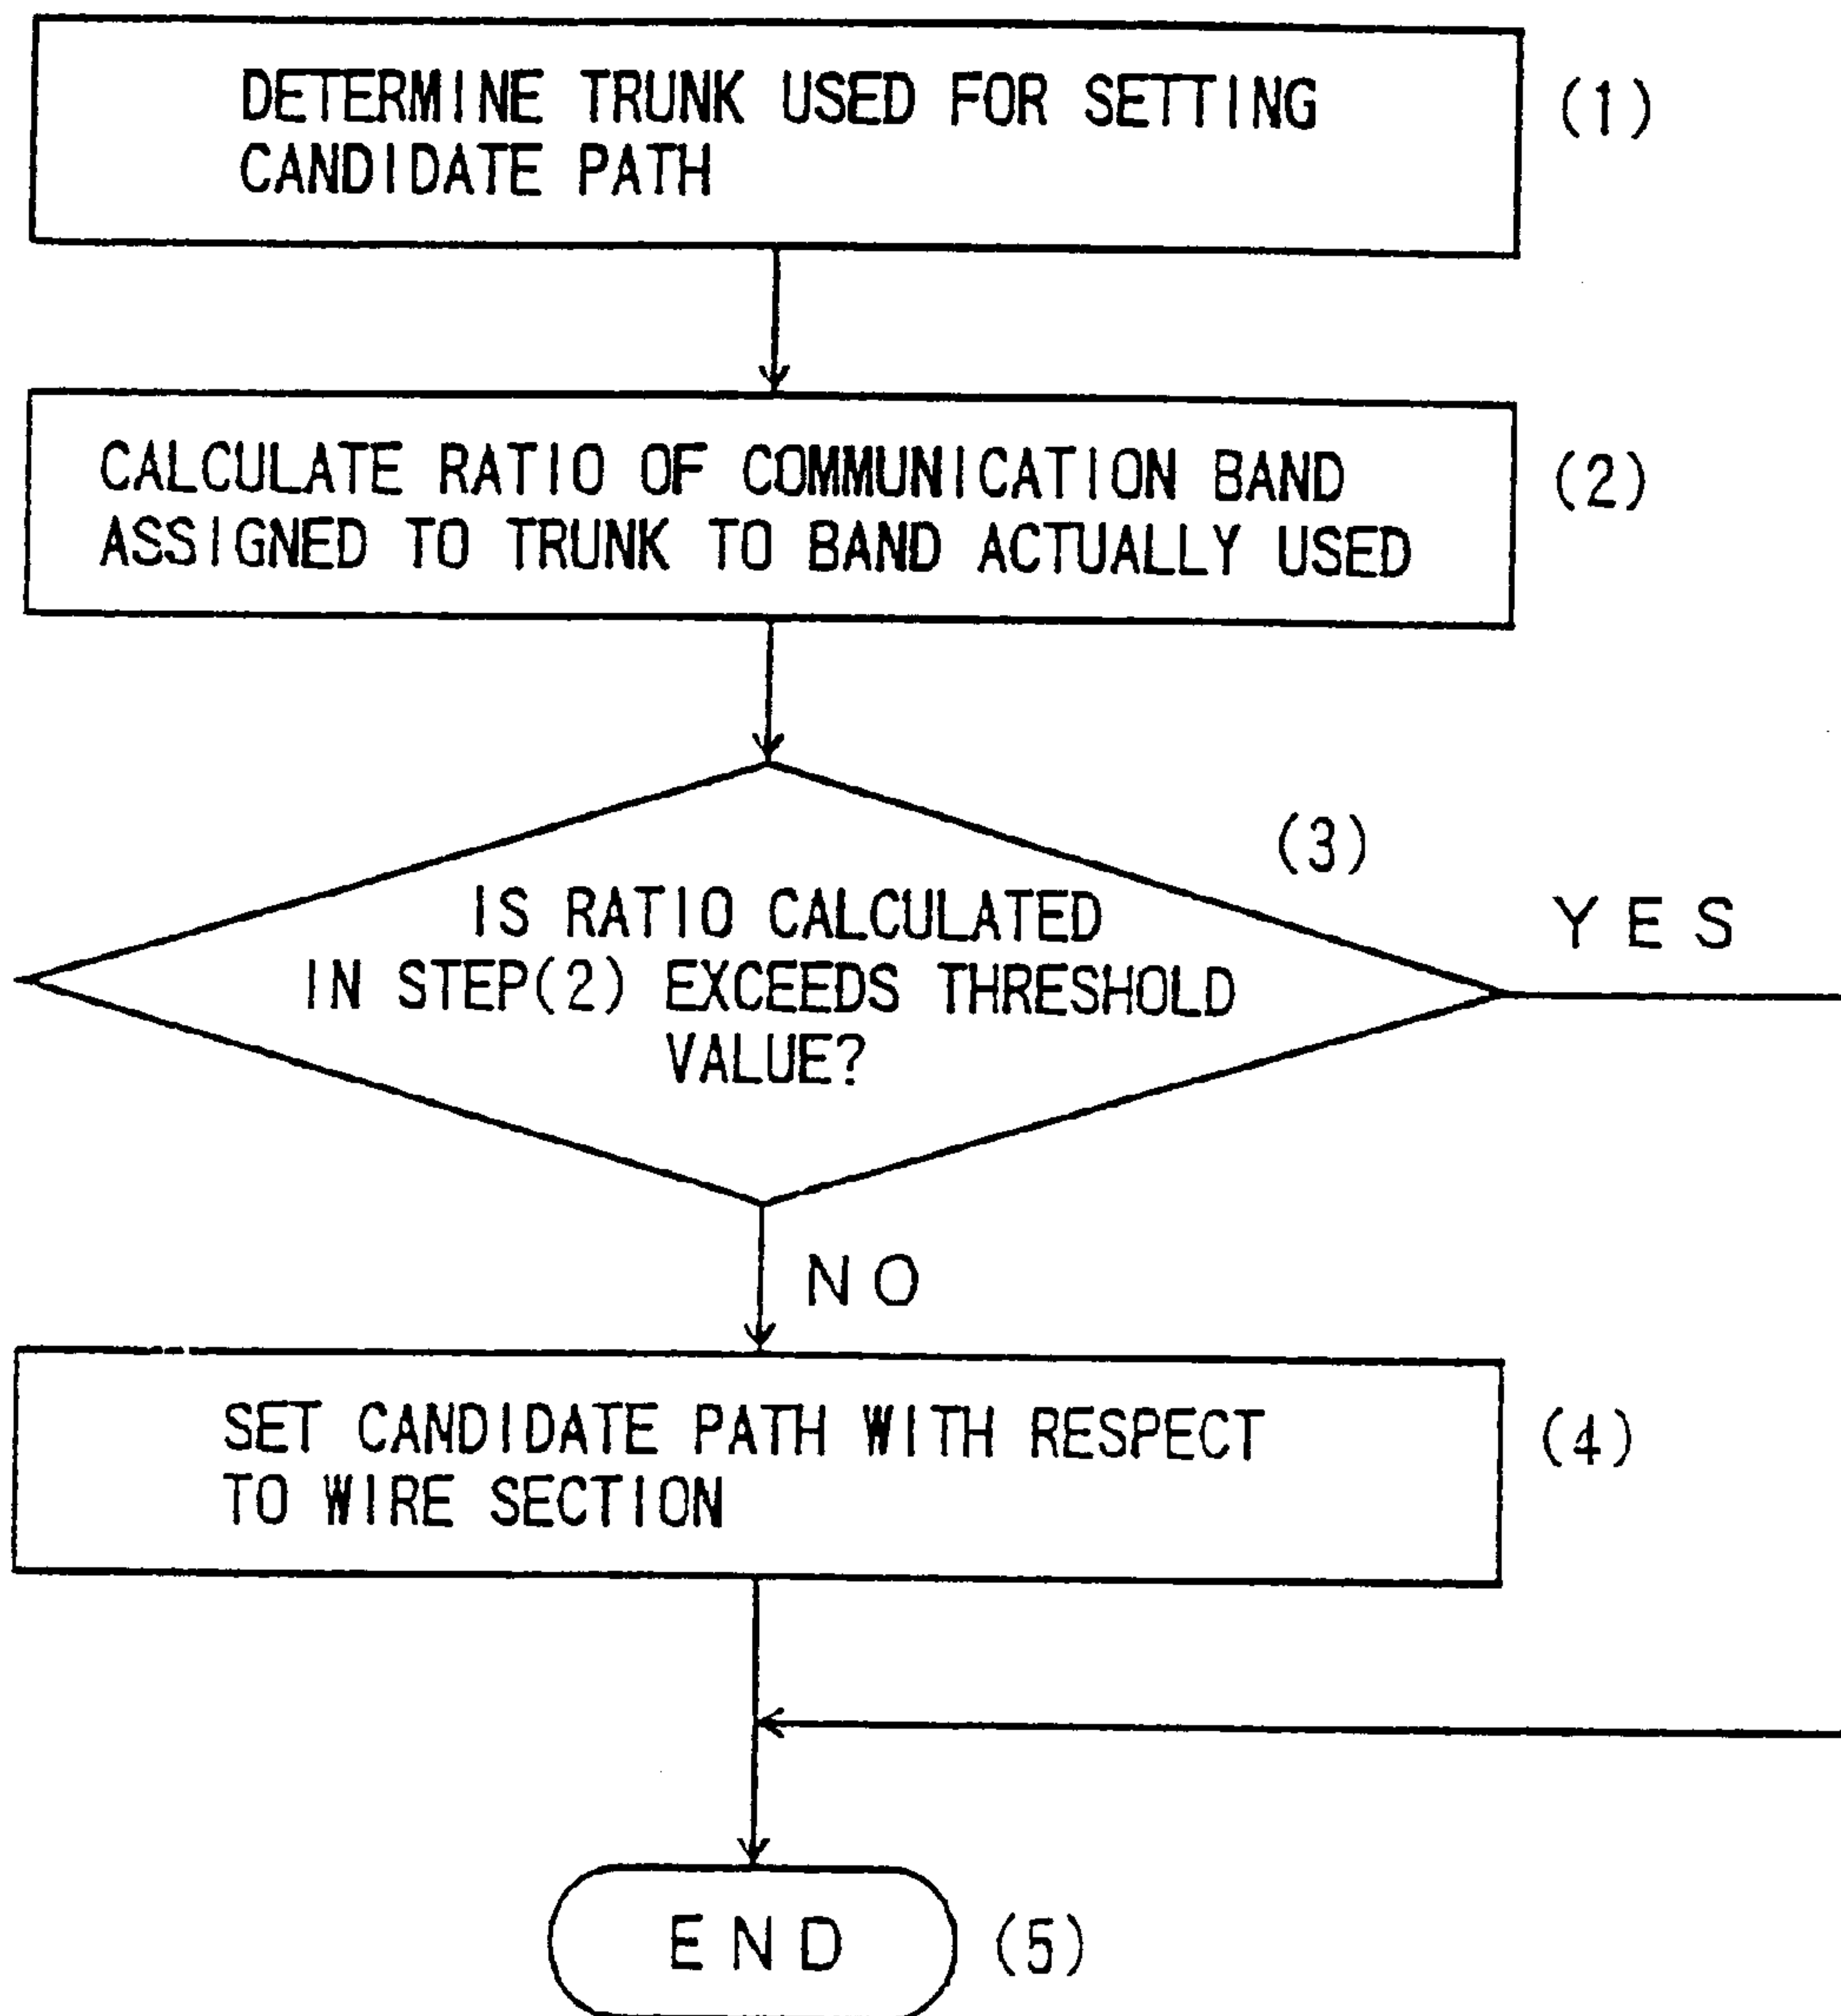 DETERMINE TRUNK USED FOR SETTING
CANDIDATE PATH
(1)
CALCULATE RATIO OF COMMUNICATION BAND
ASSIGNED TO TRUNK TO BAND ACTUALLY USED
(2)
(3)
IS RATIO CALCULATED
IN STEP(2) EXCEEDS THRESHOLD
VALUE?
YES
NO
SET CANDIDATE PATH WITH RESPECT
TO WIRE SECTION
(4)
END
(5)